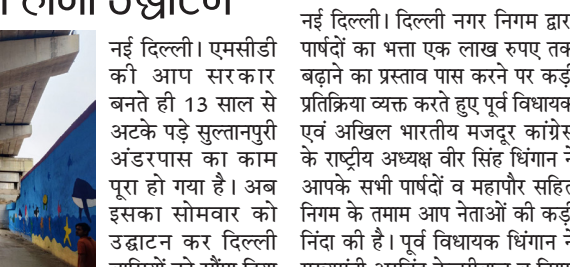 उद्घाटन
नई दिल्ली। एमसीडी
की आप सरकार
बनते ही 13 साल से
अटके पड़े सुल्तानपुरी
अंडरपास का काम
पूरा हो गया है। अब
इसका सोमवार को
उद्घाटन कर दिल्ली
नई दिल्ली। दिल्ली नगर निगम द्वार
पार्षदों का भत्ता एक लाख रुपए तक
बढ़ाने का प्रस्ताव पास करने पर कड़ी
प्रतिक्रिया व्यक्त करते हुए पूर्व विधायक
एवं अखिल भारतीय मजदूर कांग्रेस
के राष्ट्रीय अध्यक्ष वीर सिंह धिंगान ने
आपके सभी पार्षदों व महापौर सहित
निगम के तमाम आप नेताओं की कड़ी
निंदा की है। पूर्व विधायक धिंगान ने